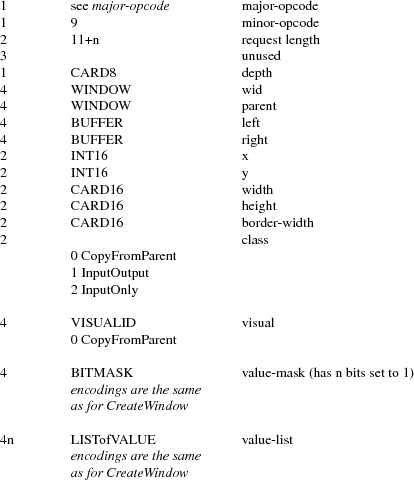 1 see major-opcode major-opcode
1 9 minor-opcode
2 11+n request length
3 unused
1 CARD8 depth
4 WINDOW wid
4 WINDOW parent
4 BUFFER left
4 BUFFER right
2 INT16 x
2 INT16 y
2 CARD16 width
2 CARD16 height
2 CARD16 border-width
2 class
0 CopyFromParent
1 InputOutput
2 InputOnly
4 VISUALID visual
0 CopyFromParent
4 BITMASK value-mask (has n bits set to 1)
encodings are the same
as for CreateWindow
4n LISTofVALUE value-list
encodings are the same
as for CreateWindow